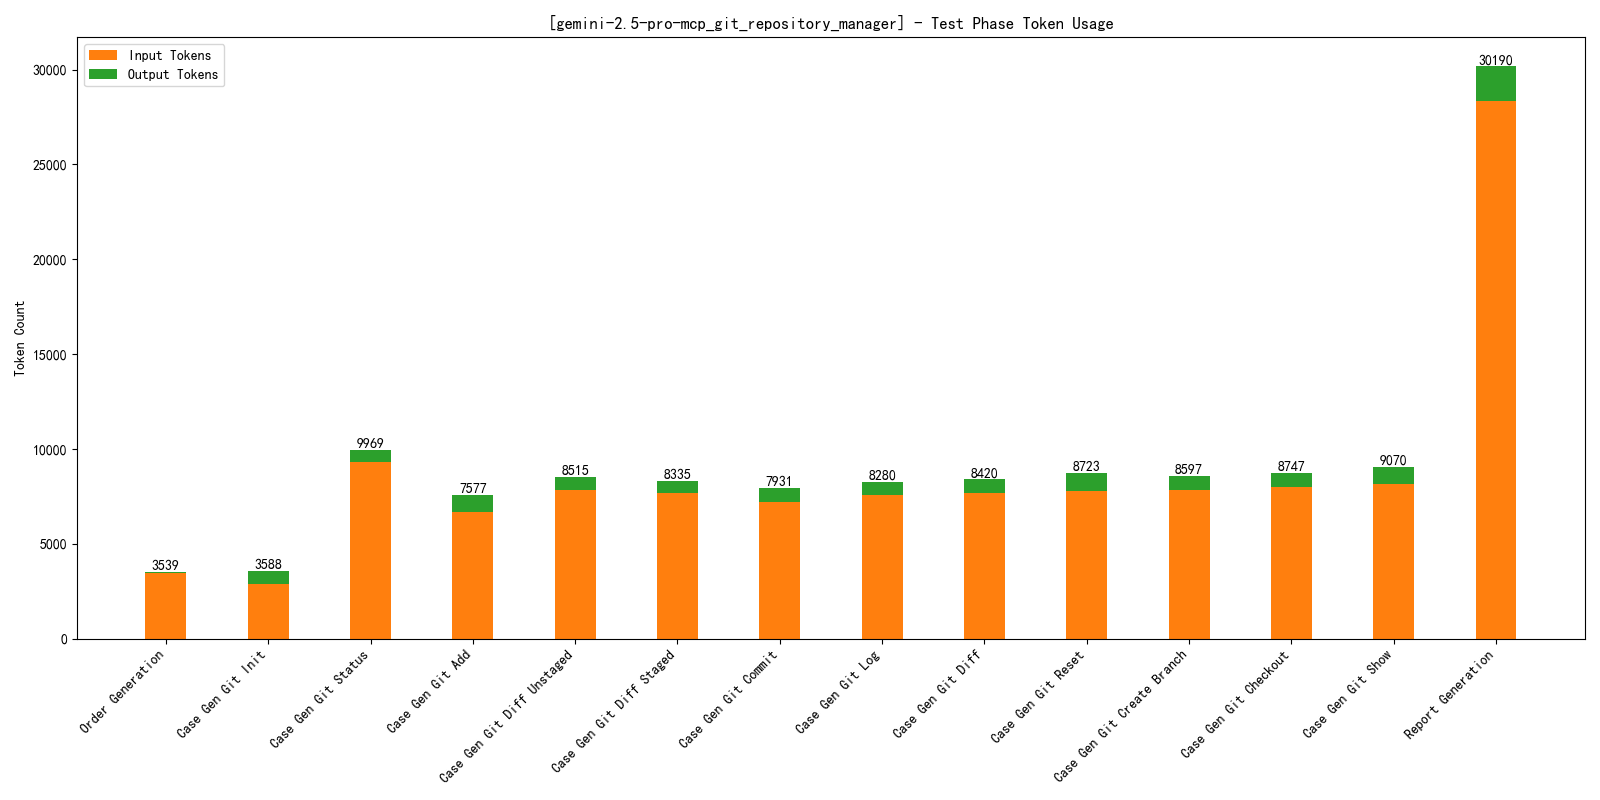 [gemini-2.5-pro-mcp_git_repository_manager] - Test Phase Token Usage
Input Tokens
Output Tokens
Token Count
30000
25000
20000
15000
10000
5000
0
3539
3588
9969
7577
8515
8335
7931
8280
8420
8723
8597
8747
9070
30190
Order Generation
Case Gen Git Init
Case Gen Git Status
Case Gen Git Add
Case Gen Git Diff Unstaged
Case Gen Git Diff Staged
Case Gen Git Commit
Case Gen Git Log
Case Gen Git Diff
Case Gen Git Reset
Case Gen Git Create Branch
Case Gen Git Checkout
Case Gen Git Show
Report Generation